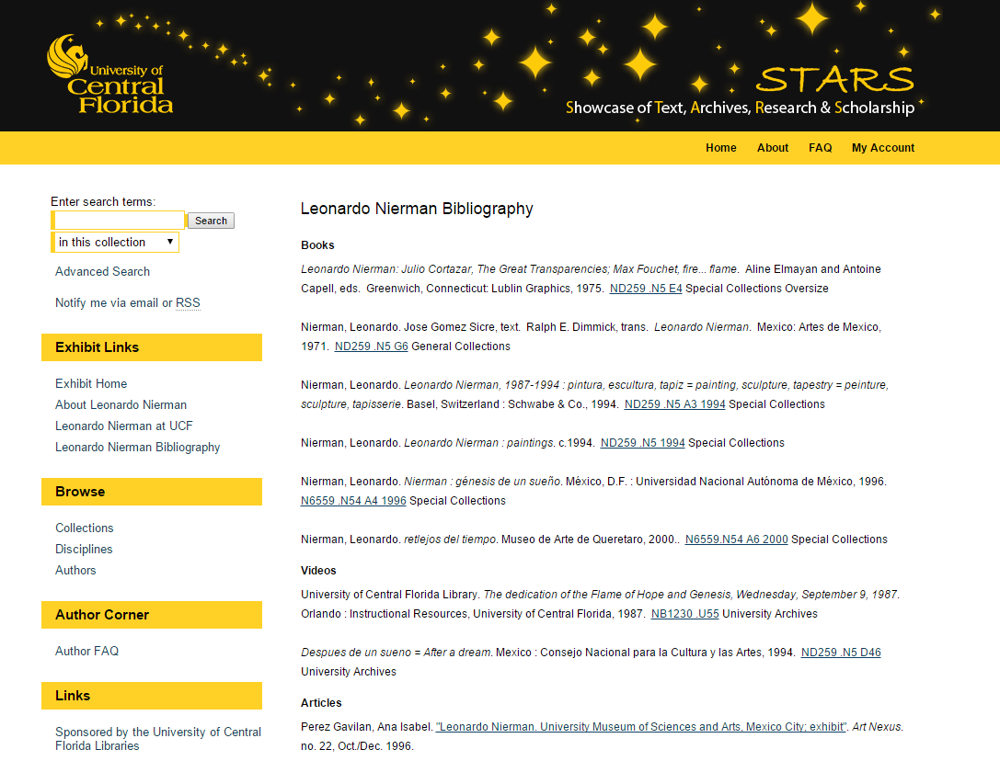 University of
Central
Florida
STARS
Showcase of Text, Archives, Research & Scholarship
Home About FAQ My Account
Enter search terms:
Search
in this collection ▼
Advanced Search
Notify me via email or RSS
Exhibit Links
Exhibit Home
About Leonardo Nierman
Leonardo Nierman at UCF
Leonardo Nierman Bibliography
Browse
Collections
Disciplines
Authors
Author Corner
Author FAQ
Links
Sponsored by the University of Central
Florida Libraries
Leonardo Nierman Bibliography
Books
Leonardo Nierman: Julio Cortazar, The Great Transparencies; Max Fouchet, fire... flame. Aline Elmayan and Antoine
Capell, eds. Greenwich, Connecticut: Lublin Graphics, 1975. ND259 .N5 E4 Special Collections Oversize
Nierman, Leonardo. Jose Gomez Sicre, text. Ralph E. Dimmick, trans. Leonardo Nierman. Mexico: Artes de Mexico,
1971. ND259 .N5 G6 General Collections
Nierman, Leonardo. Leonardo Nierman, 1987-1994 : pintura, escultura, tapiz = painting, sculpture, tapestry = peinture,
sculpture, tapisserie. Basel, Switzerland : Schwabe & Co., 1994. ND259 .N5 A3 1994 Special Collections
Nierman, Leonardo. Leonardo Nierman : paintings. c.1994. ND259 .N5 1994 Special Collections
Nierman, Leonardo. Nierman : génesis de un sueño. México, D.F. : Universidad Nacional Autónoma de México, 1996.
N6559 .N54 A4 1996 Special Collections
Nierman, Leonardo. retlejos del tiempo. Museo de Arte de Queretaro, 2000.. N6559.N54 A6 2000 Special Collections
Videos
University of Central Florida Library. The dedication of the Flame of Hope and Genesis, Wednesday, September 9, 1987.
Orlando : Instructional Resources, University of Central Florida, 1987. NB1230 .U55 University Archives
Despues de un sueno = After a dream. Mexico : Consejo Nacional para la Cultura y las Artes, 1994. ND259 .N5 D46
University Archives
Articles
Perez Gavilan, Ana Isabel. "Leonardo Nierman. University Museum of Sciences and Arts, Mexico City; exhibit". Art Nexus.
no. 22, Oct./Dec. 1996.